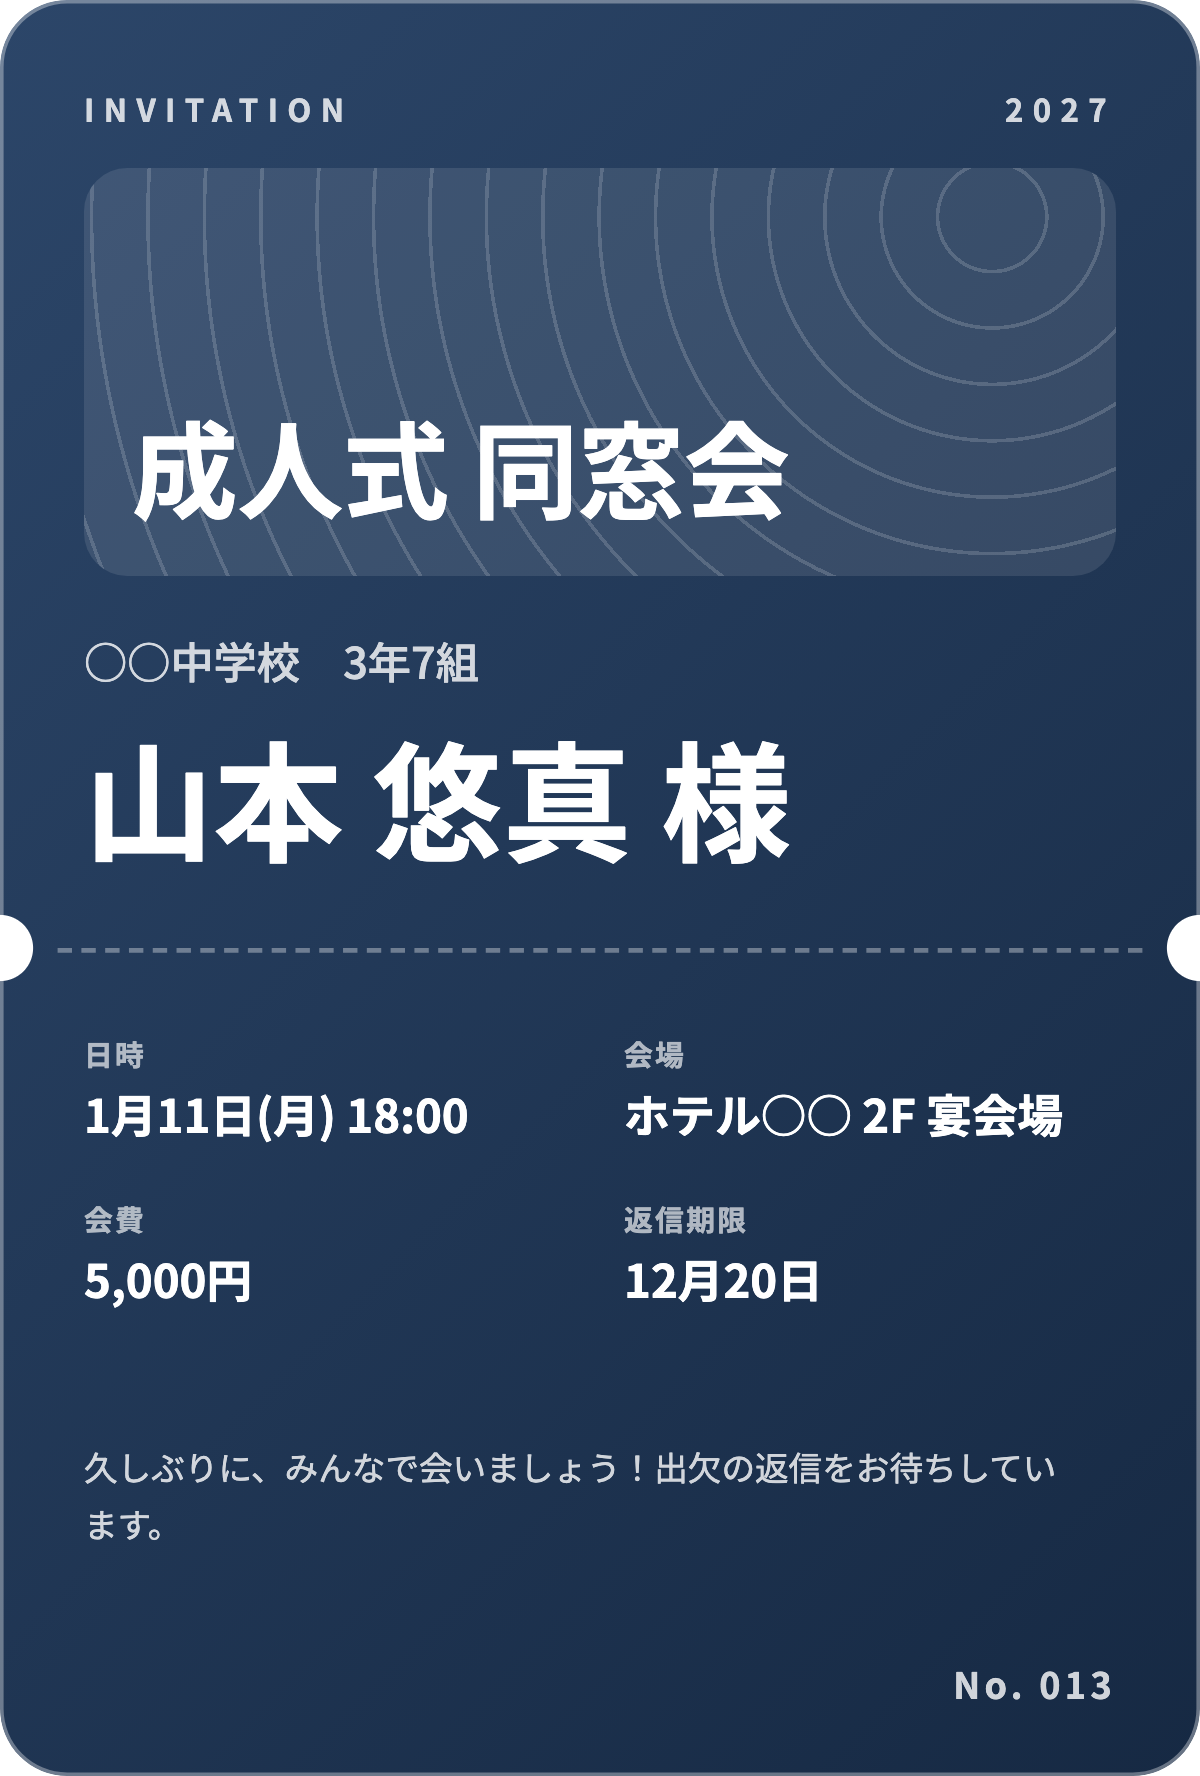 INVITATION 2027
成人式 同窓会
○○中学校　3年7組
山本 悠真 様
日時 会場
1月11日(月) 18:00 ホテル○○ 2F 宴会場
会費 返信期限
5,000円 12月20日
久しぶりに、みんなで会いましょう！出欠の返信をお待ちしてい
ます。
No. 013